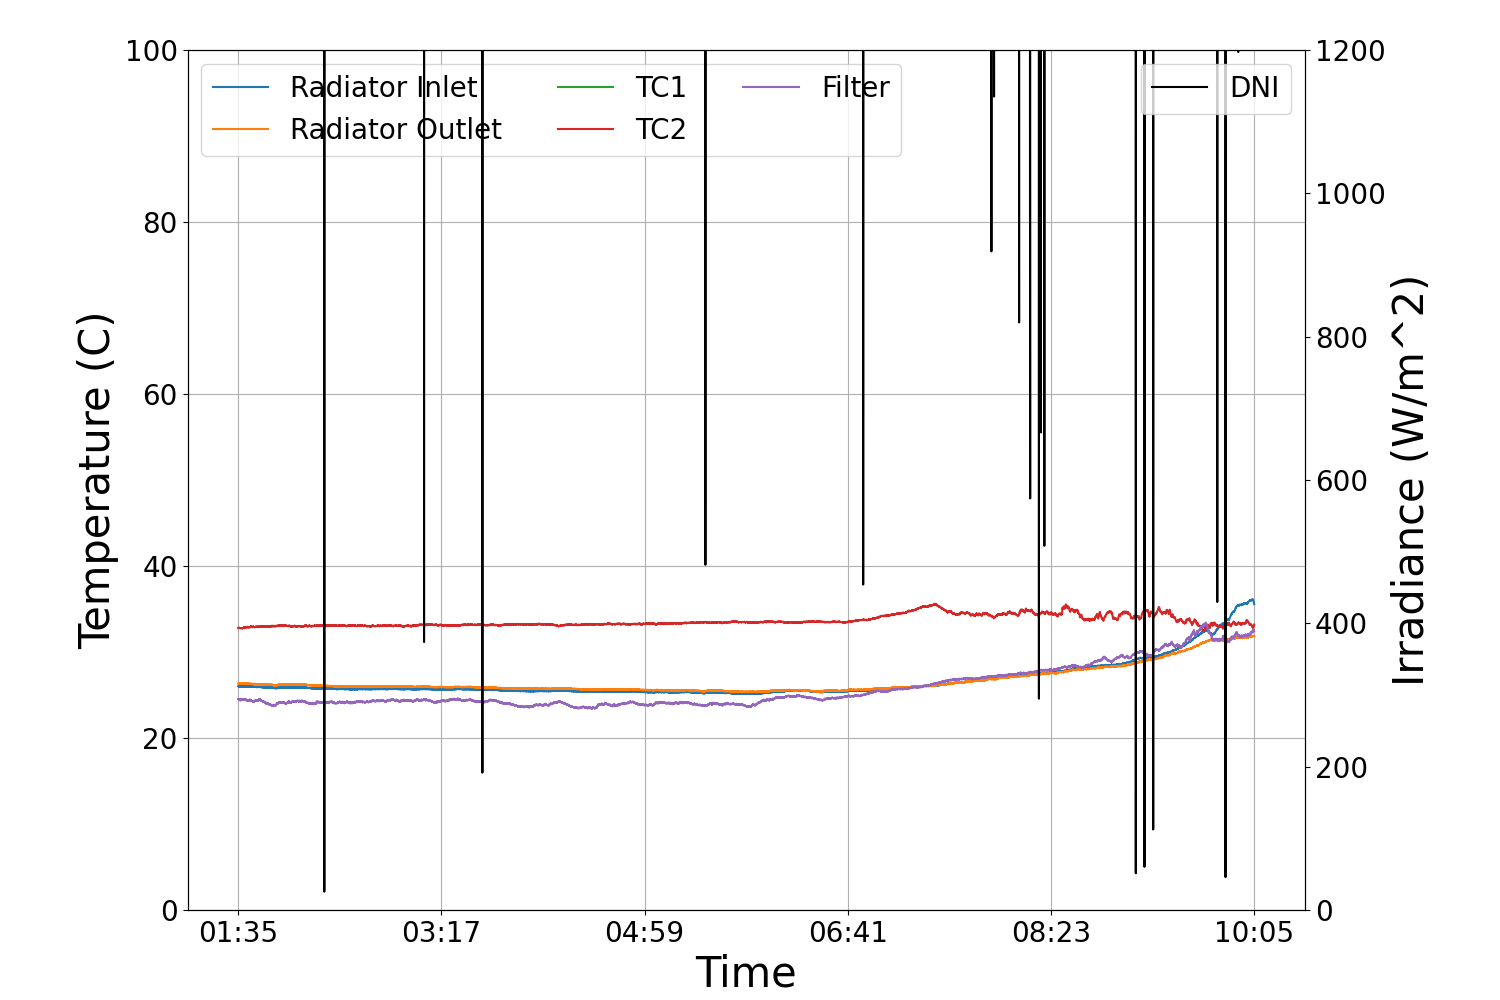 Radiator Inlet
Radiator Outlet
TC1
TC2
Filter
DNI
Temperature (C)
100
80
60
40
20
0
Irradiance (W/m^2)
1200
1000
800
600
400
200
0
01:35 03:17 04:59 06:41 08:23 10:05
Time